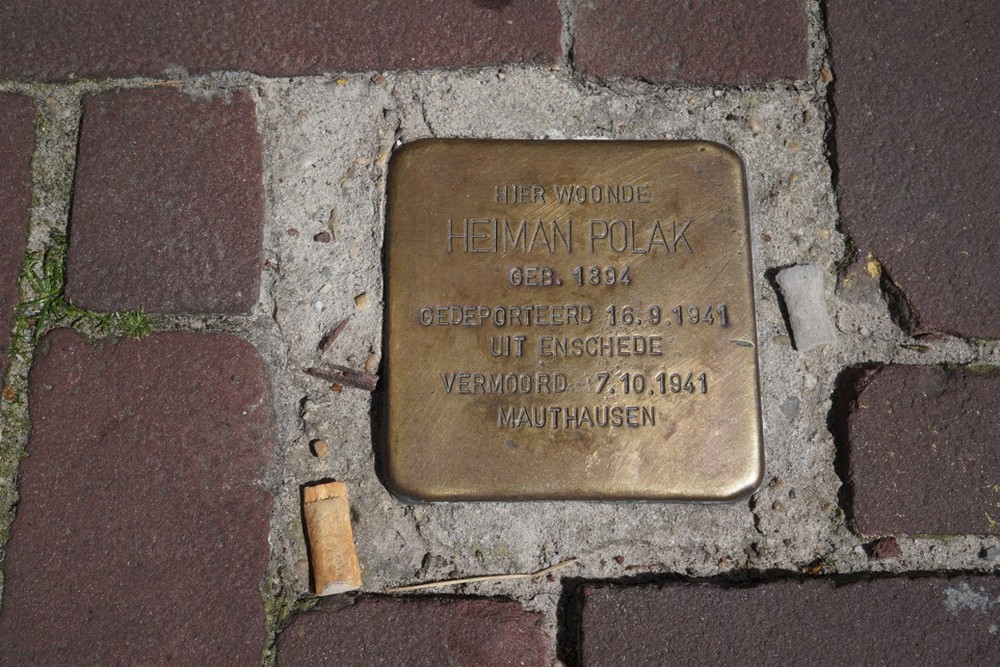 HIER WOONDE
HEIMAN POLAK
GEB. 1894
GEDEPORTEERD 16.9.1941
UIT ENSCHEDE
VERMOORD 7.10.1941
MAUTHAUSEN